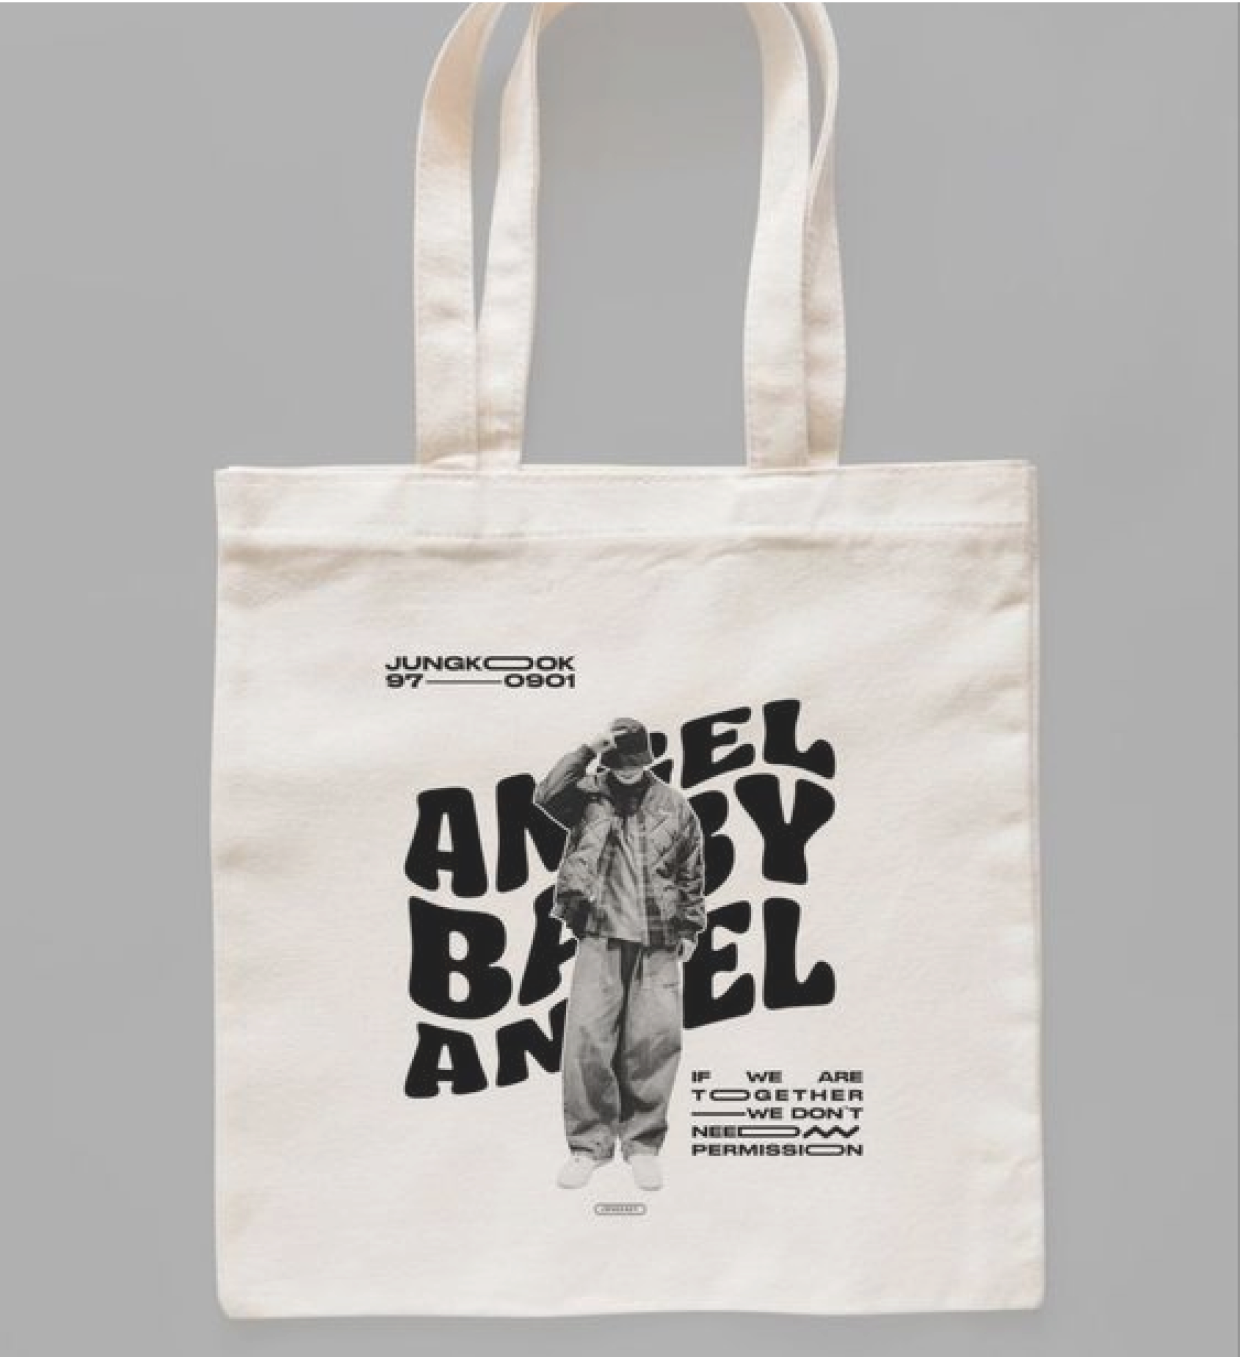 JUNGKOOK
97—0901
ANGEL
BABY
ANGEL
IF WE ARE
TOGETHER
—WE DON`T
NEED
PERMISSION